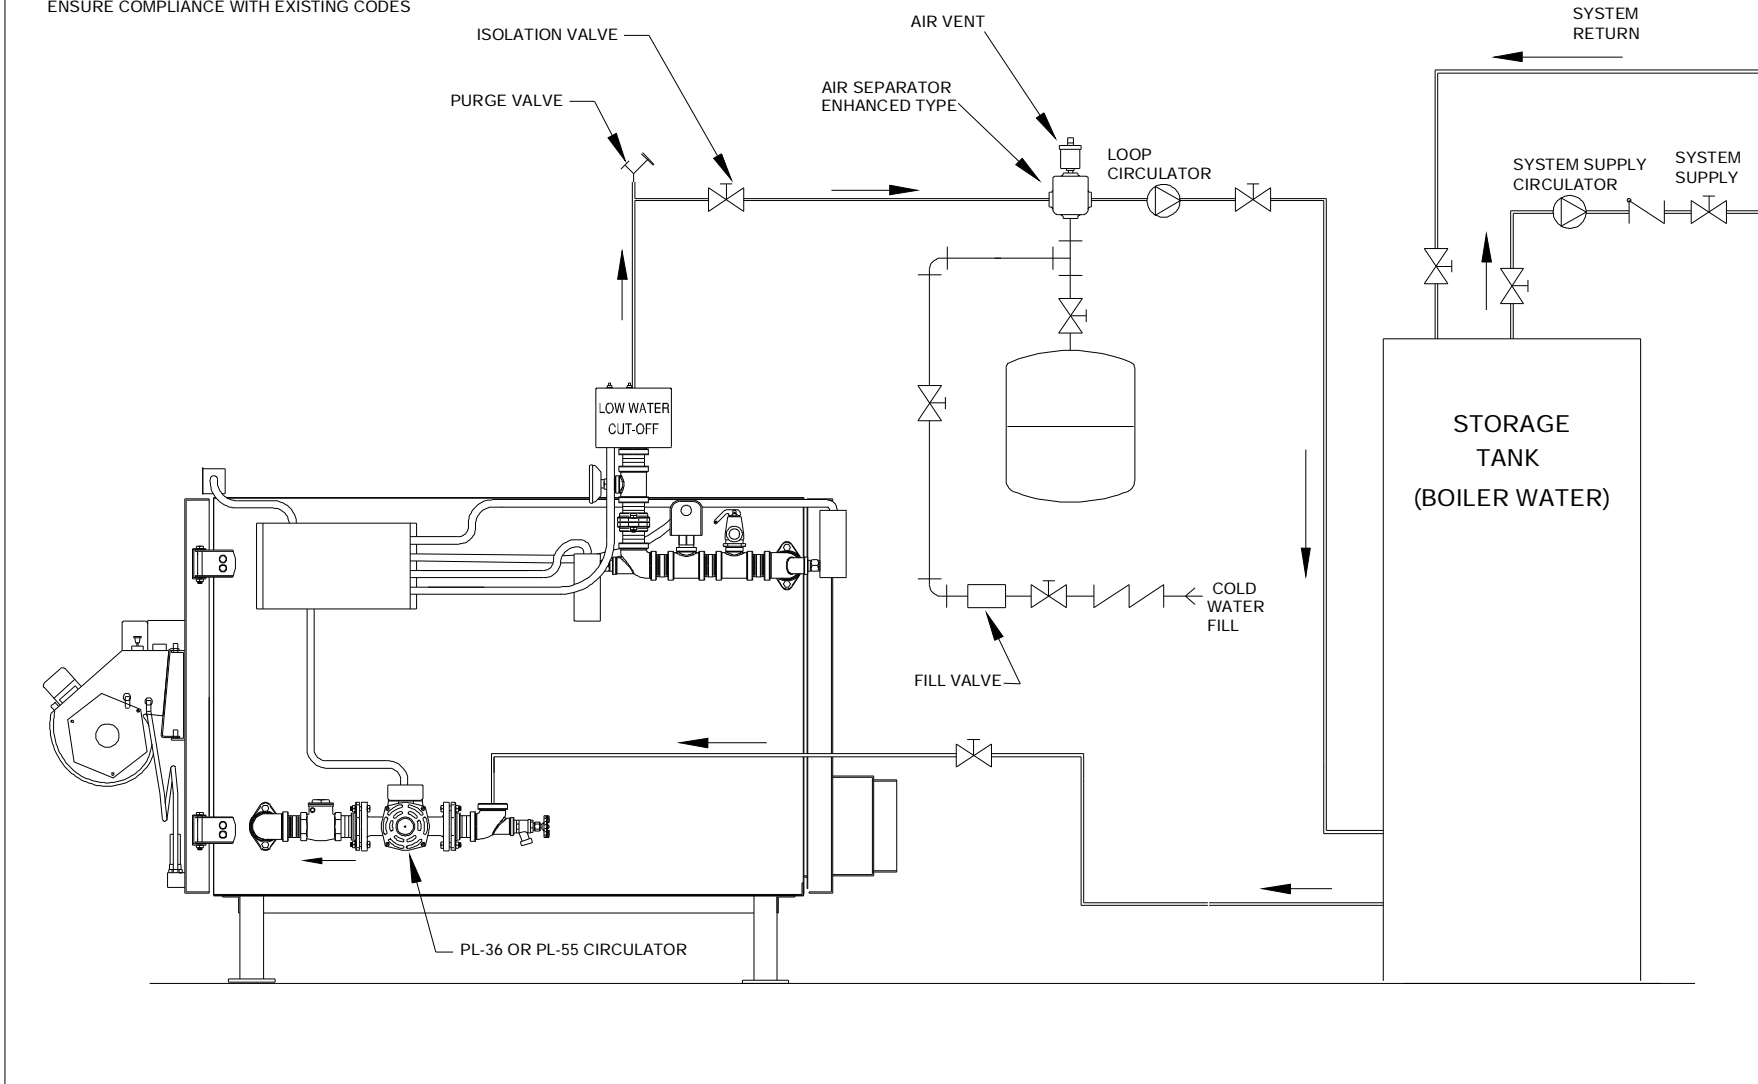 ENSURE COMPLIANCE WITH EXISTING CODES
ISOLATION VALVE
AIR VENT
SYSTEM
RETURN
PURGE VALVE
AIR SEPARATOR
ENHANCED TYPE
LOOP
CIRCULATOR
SYSTEM SUPPLY
CIRCULATOR
SYSTEM
SUPPLY
LOW WATER
CUT-OFF
STORAGE
TANK
(BOILER WATER)
COLD
WATER
FILL
FILL VALVE
PL-36 OR PL-55 CIRCULATOR